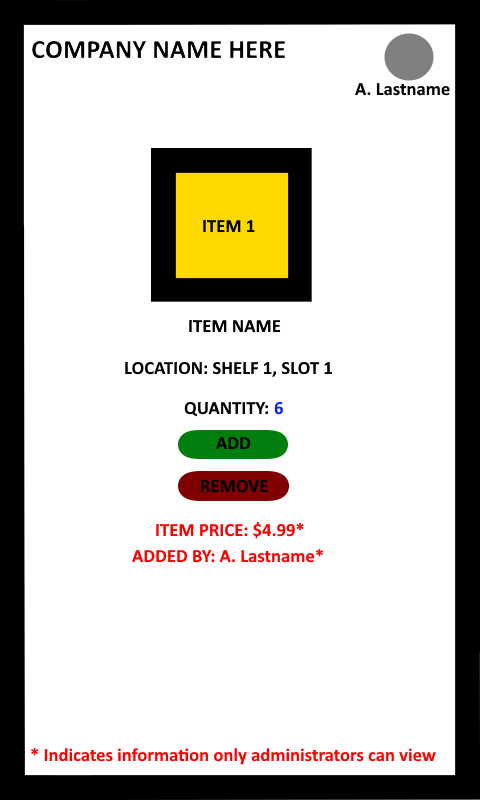 COMPANY NAME HERE
A. Lastname
ITEM 1
ITEM NAME
LOCATION: SHELF 1, SLOT 1
QUANTITY: 6
ADD
REMOVE
ITEM PRICE: $4.99*
ADDED BY: A. Lastname*
* Indicates information only administrators can view